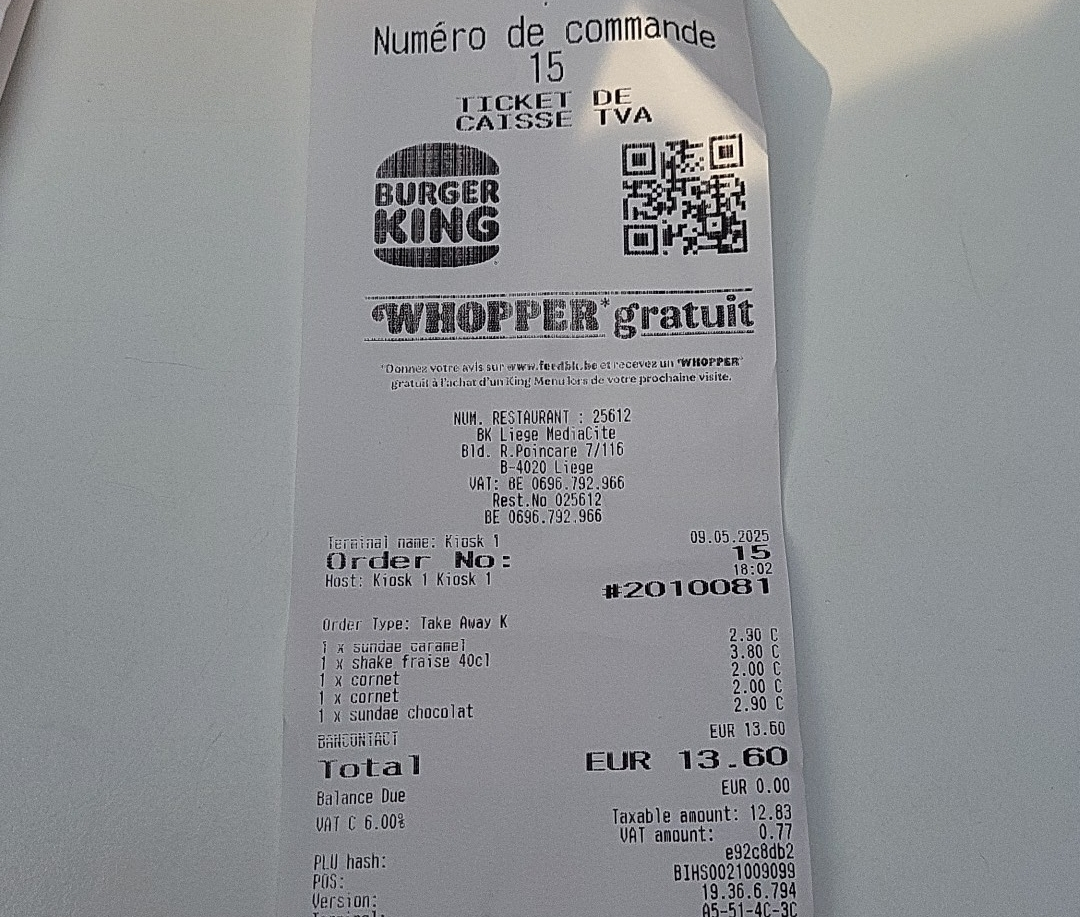 Numéro de commande
15
TICKET DE
CAISSE TVA
BURGER
KING
WHOPPER* gratuit
*Donnez votre avis sur www.feedbk.be et recevez un WHOPPER
gratuit à l'achat d'un King Menu lors de votre prochaine visite.
NUM. RESTAURANT : 25612
BK Liege MediaCite
Bld. R.Poincare 7/116
B-4020 Liege
VAT: BE 0696.792.966
Rest.No 025612
BE 0696.792.966
Terminal name: Kiosk 1 09.05.2025
Order No: 15
Host: Kiosk 1 Kiosk 1 18:02
#2010081
Order Type: Take Away K
1 x sundae caramel 2.90 C
1 x shake fraise 40cl 3.80 C
1 x cornet 2.00 C
1 x cornet 2.00 C
1 x sundae chocolat 2.90 C
BANCONTACT EUR 13.60
Total EUR 13.60
Balance Due EUR 0.00
VAT C 6.00% Taxable amount: 12.83
VAT amount: 0.77
PLU hash: e92c8db2
POS: BIHS0021009099
Version: 19.36.6.794
Terminal: A5-51-4C-3C